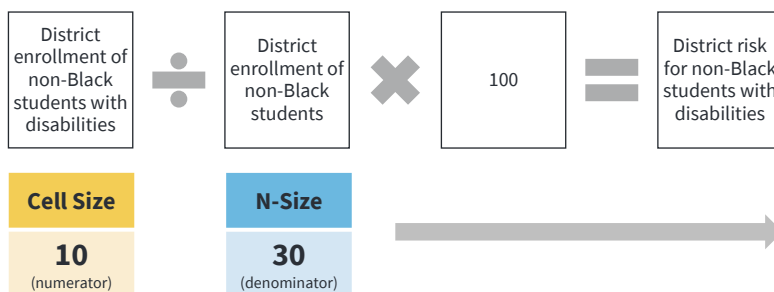 District
enrollment of
non-Black
students with
disabilities
District
enrollment of
non-Black
students
100
District risk
for non-Black
students with
disabilities
Cell Size
10
(numerator)
N-Size
30
(denominator)